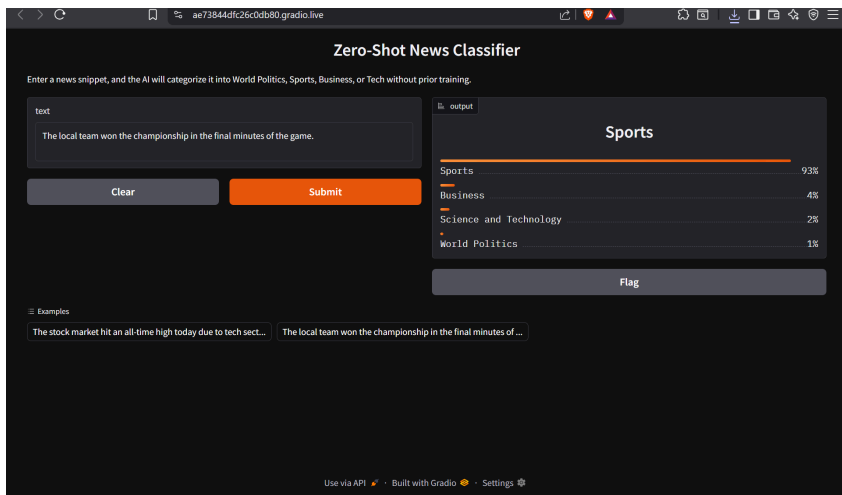 ae73844dfc26c0db80.gradio.live
Zero-Shot News Classifier
Enter a news snippet, and the AI will categorize it into World Politics, Sports, Business, or Tech without prior training.
text
The local team won the championship in the final minutes of the game.
Clear
Submit
output
Sports
Sports 93%
Business 4%
Science and Technology 2%
World Politics 1%
Flag
Examples
The stock market hit an all-time high today due to tech sect...
The local team won the championship in the final minutes of ...
Use via API · Built with Gradio · Settings